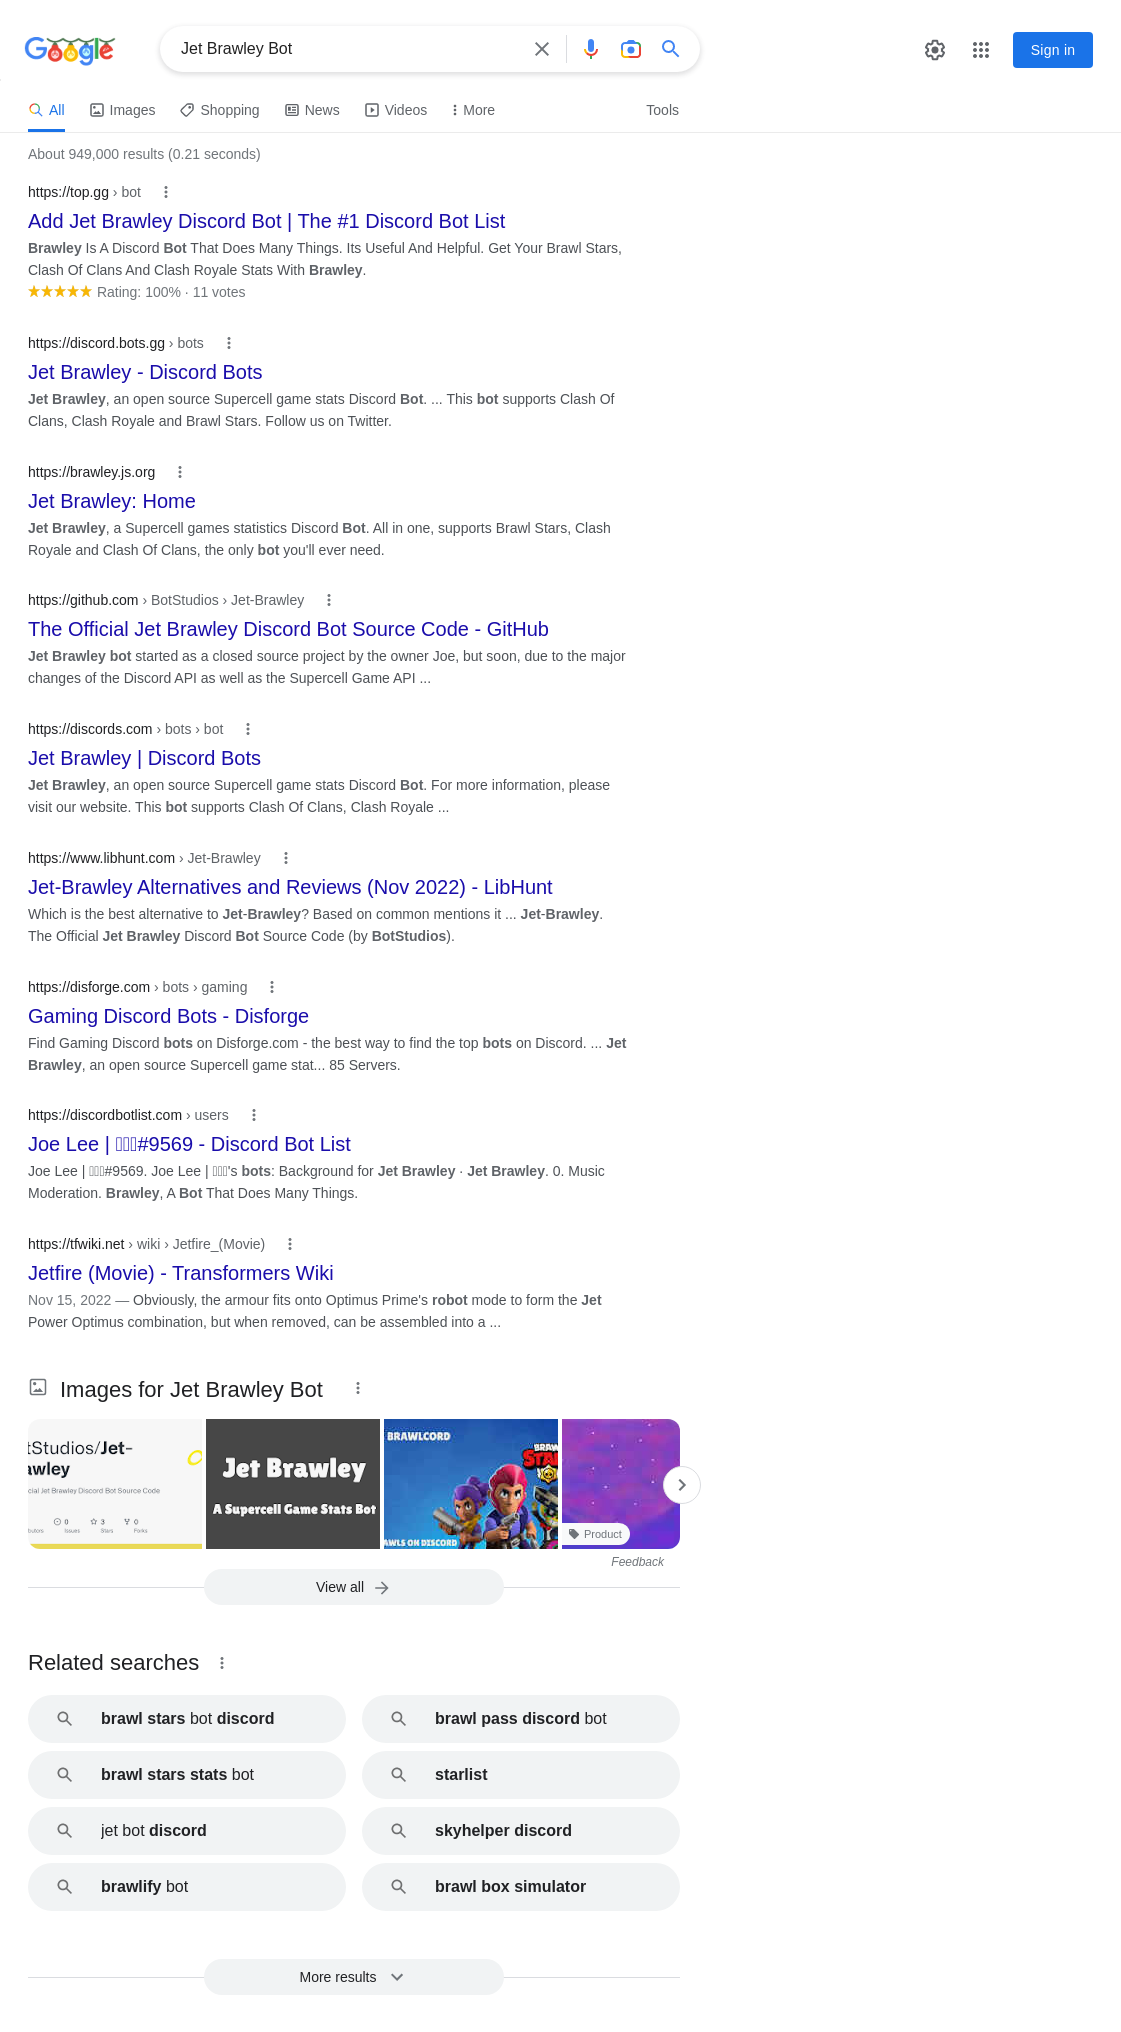 Google
Jet Brawley Bot
Sign in
All
Images
Shopping
News
Videos
More
Tools
About 949,000 results (0.21 seconds)
https://top.gg › bot
Add Jet Brawley Discord Bot | The #1 Discord Bot List
Brawley Is A Discord Bot That Does Many Things. Its Useful And Helpful. Get Your Brawl Stars,
Clash Of Clans And Clash Royale Stats With Brawley.
Rating: 100% · 11 votes
https://discord.bots.gg › bots
Jet Brawley - Discord Bots
Jet Brawley, an open source Supercell game stats Discord Bot. ... This bot supports Clash Of
Clans, Clash Royale and Brawl Stars. Follow us on Twitter.
https://brawley.js.org
Jet Brawley: Home
Jet Brawley, a Supercell games statistics Discord Bot. All in one, supports Brawl Stars, Clash
Royale and Clash Of Clans, the only bot you'll ever need.
https://github.com › BotStudios › Jet-Brawley
The Official Jet Brawley Discord Bot Source Code - GitHub
Jet Brawley bot started as a closed source project by the owner Joe, but soon, due to the major
changes of the Discord API as well as the Supercell Game API ...
https://discords.com › bots › bot
Jet Brawley | Discord Bots
Jet Brawley, an open source Supercell game stats Discord Bot. For more information, please
visit our website. This bot supports Clash Of Clans, Clash Royale ...
https://www.libhunt.com › Jet-Brawley
Jet-Brawley Alternatives and Reviews (Nov 2022) - LibHunt
Which is the best alternative to Jet-Brawley? Based on common mentions it ... Jet-Brawley.
The Official Jet Brawley Discord Bot Source Code (by BotStudios).
https://disforge.com › bots › gaming
Gaming Discord Bots - Disforge
Find Gaming Discord bots on Disforge.com - the best way to find the top bots on Discord. ... Jet
Brawley, an open source Supercell game stat... 85 Servers.
https://discordbotlist.com › users
Joe Lee | #9569 - Discord Bot List
Joe Lee | #9569. Joe Lee | 's bots: Background for Jet Brawley · Jet Brawley. 0. Music
Moderation. Brawley, A Bot That Does Many Things.
https://tfwiki.net › wiki › Jetfire_(Movie)
Jetfire (Movie) - Transformers Wiki
Nov 15, 2022 — Obviously, the armour fits onto Optimus Prime's robot mode to form the Jet
Power Optimus combination, but when removed, can be assembled into a ...
Images for Jet Brawley Bot
tStudios/Jet-
awley
cial Jet Brawley Discord Bot Source Code
0
3
0
butors
Issues
Stars
Forks
Jet Brawley
A Supercell Game Stats Bot
BRAWLCORD
BRAW
STA
AWLS ON DISCORD
Product
Feedback
View all
Related searches
brawl stars bot discord
brawl pass discord bot
brawl stars stats bot
starlist
jet bot discord
skyhelper discord
brawlify bot
brawl box simulator
More results